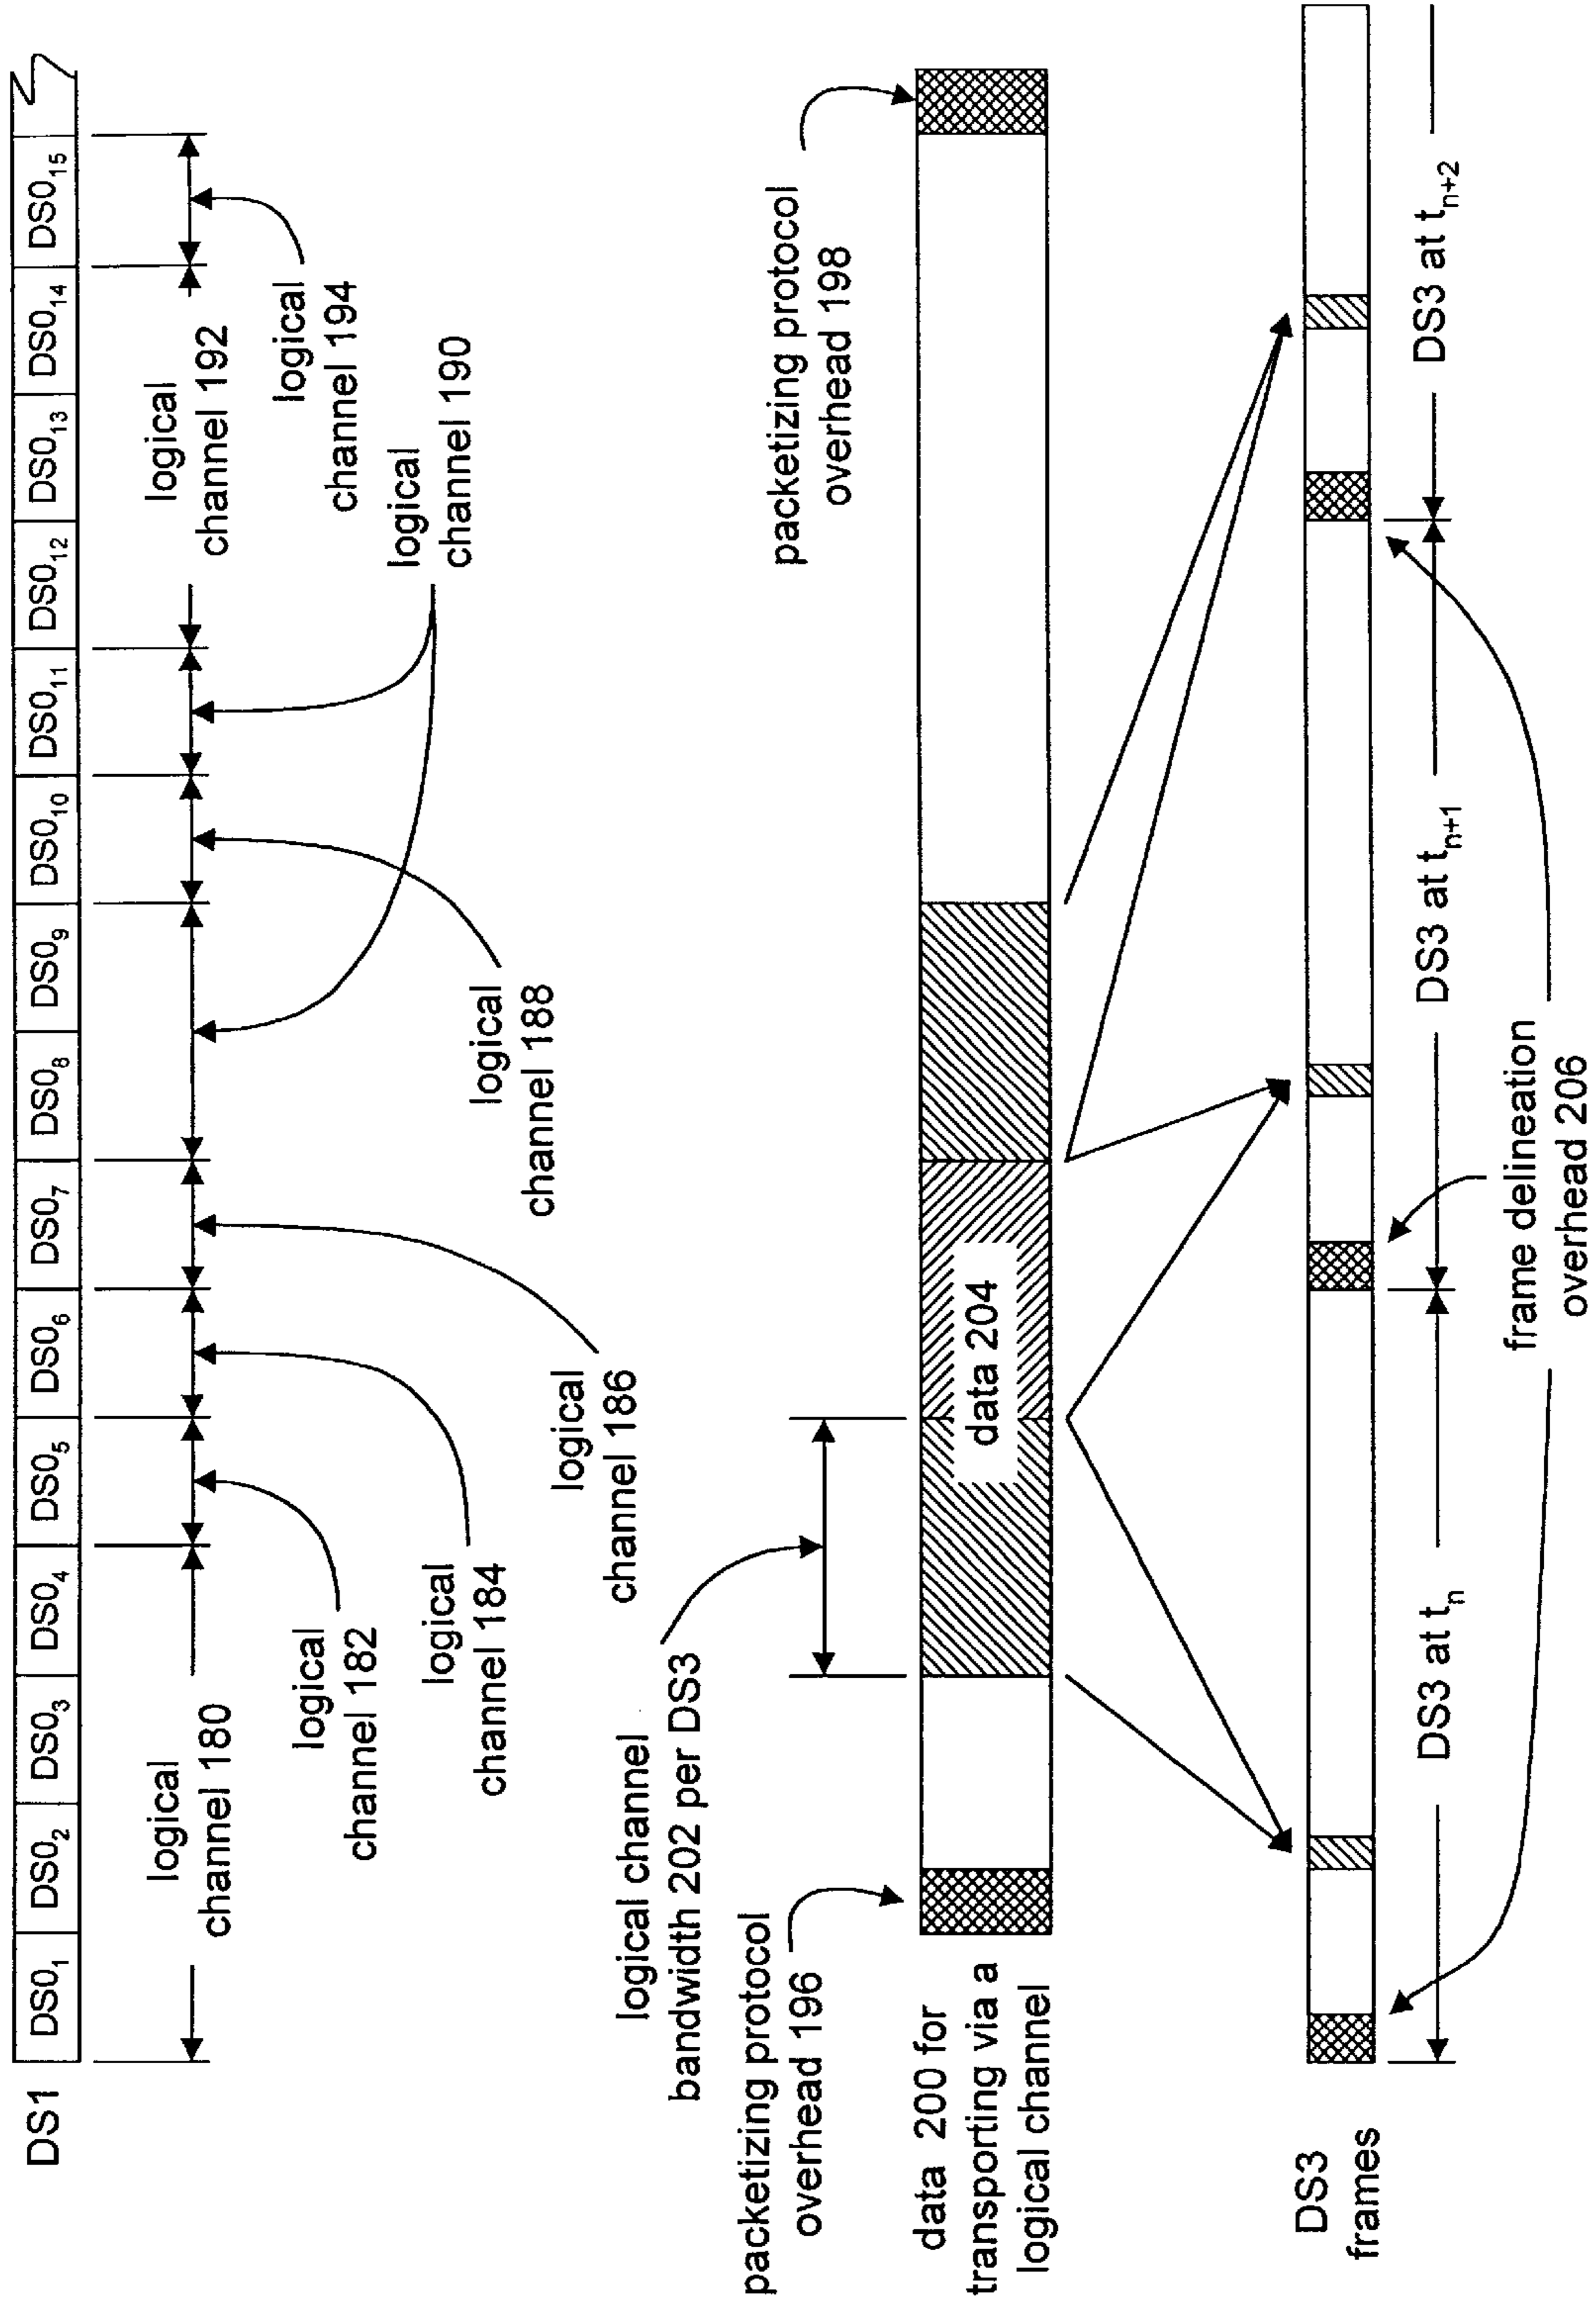 DS1
DS0₁ DS0₂ DS0₃ DS0₄ DS0₅ DS0₆ DS0₇ DS0₈ DS0₉ DS0₁₀ DS0₁₁ DS0₁₂ DS0₁₃ DS0₁₄ DS0₁₅
logical
channel 180
logical
channel 182
logical
channel 184
logical
channel 186
logical
channel 188
logical
channel 190
logical
channel 192
logical
channel 194
logical channel
bandwidth 202 per DS3
packetizing protocol
overhead 196
packetizing protocol
overhead 198
data 200 for
transporting via a
logical channel
data 204
DS3
frames
DS3 at tₙ
DS3 at tₙ₊₁
DS3 at tₙ₊₂
frame delineation
overhead 206